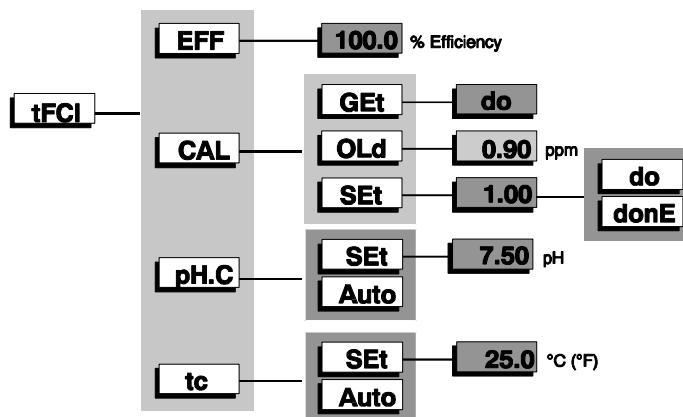 EFF 100.0 % Efficiency
tFCl
CAL
GEt do
OLd 0.90 ppm
SEt 1.00
do
donE
pH.C
SEt 7.50 pH
Auto
tc
SEt 25.0 °C (°F)
Auto